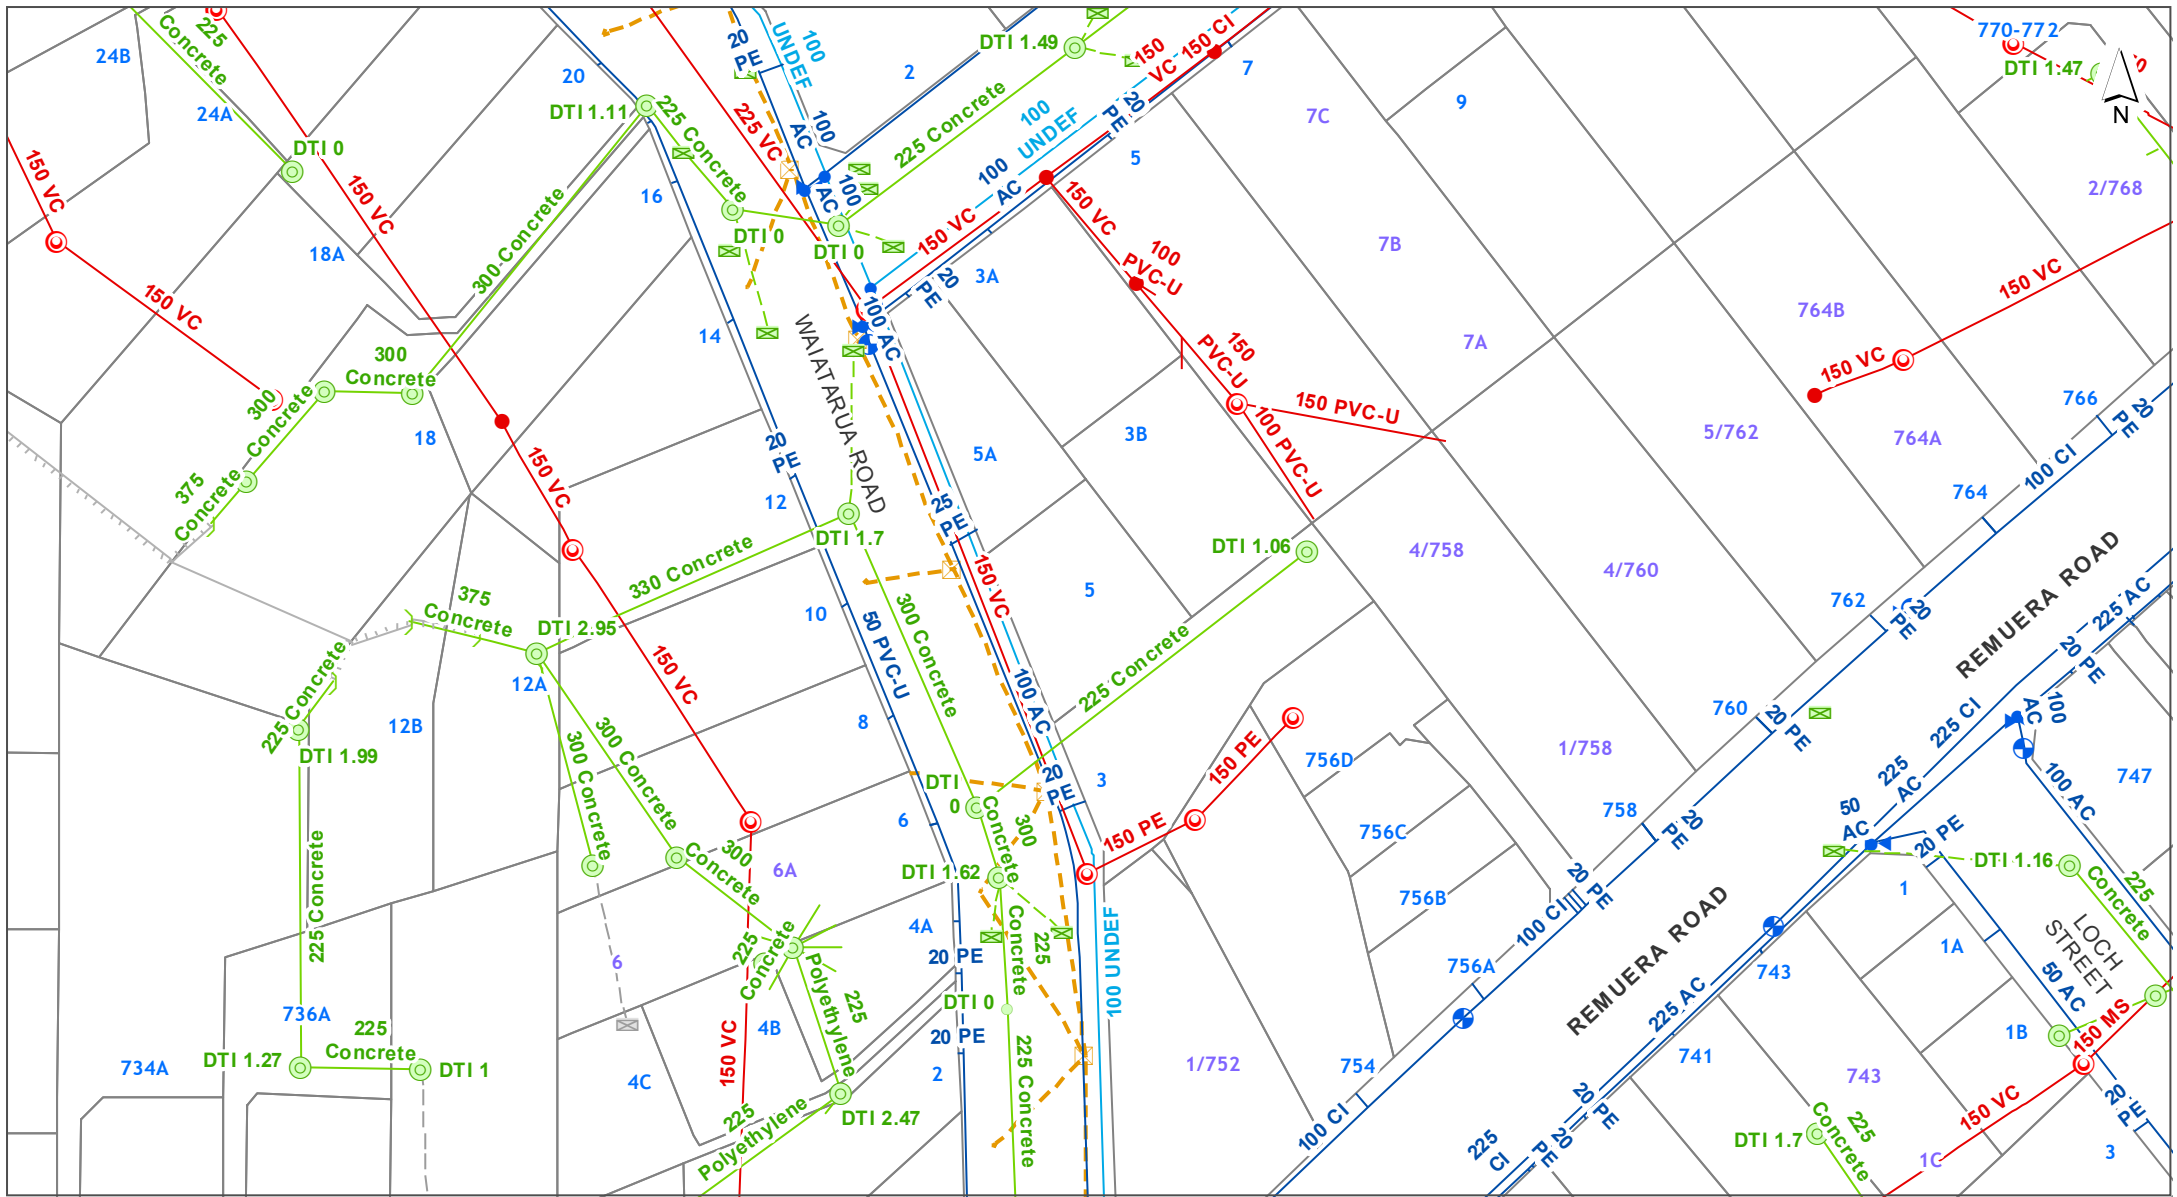 24B
Concrete
225
20
20
PE
100
UNDEF
2
DTI 1.49
150
VC
150 CI
7
9
770-772
DTI 1.47
N
24A
DTI 0
DTI 1.11
225 Concrete
225 VC
100
AC
225 Concrete
100
UNDEF
20
PE
7C
5
150 VC
150 VC
16
18A
300 Concrete
DTI 0
DTI 0
100
AC
100
AC
150 VC
20
PE
3A
150 VC
100
PVC-U
7B
2/768
150 VC
14
WAIATARUA ROAD
100 AC
7A
764B
150 VC
300
Concrete
300
Concrete
150
PVC-U
150 PVC-U
100 PVC-U
150 VC
764A
766
20
PE
18
375
Concrete
150 VC
20
PE
12
5A
3B
5/762
764
100 CI
25
PE
DTI 1.7
DTI 1.06
4/758
4/760
330 Concrete
375
Concrete
DTI 2.95
10
50 PVC-U
300 Concrete
150 VC
5
762
20
PE
REMUERA ROAD
225 AC
20 PE
225 Concrete
12A
150 VC
100 AC
225 Concrete
12B
DTI 1.99
300 Concrete
300 Concrete
8
DTI
0
20
PE
3
150 PE
756D
1/758
760
20 PE
225 CI
100
AC
747
100 AC
225
AC
50
AC
20 PE
DTI 1.16
6
Concrete
300
150 PE
756C
758
20
PE
225 Concrete
300
Concrete
6A
DTI 1.62
756B
20 PE
100 CI
REMUERA ROAD
1
225
Concrete
4A
Concrete
225
100 UNDEF
6
225
Concrete
Polyethylene
225
20 PE
DTI 0
756A
743
1A
LOCH
STREET
50 AC
225 AC
736A
4B
20 PE
150 VC
225
Concrete
DTI 1.27
DTI 1
734A
4C
2
225 Concrete
1/752
754
741
743
1B
150 MS
DTI 2.47
225
Polyethylene
100 CI
20 PE
20
PE
225
CI
DTI 1.7
225
Concrete
150 VC
1C
20
PE
3